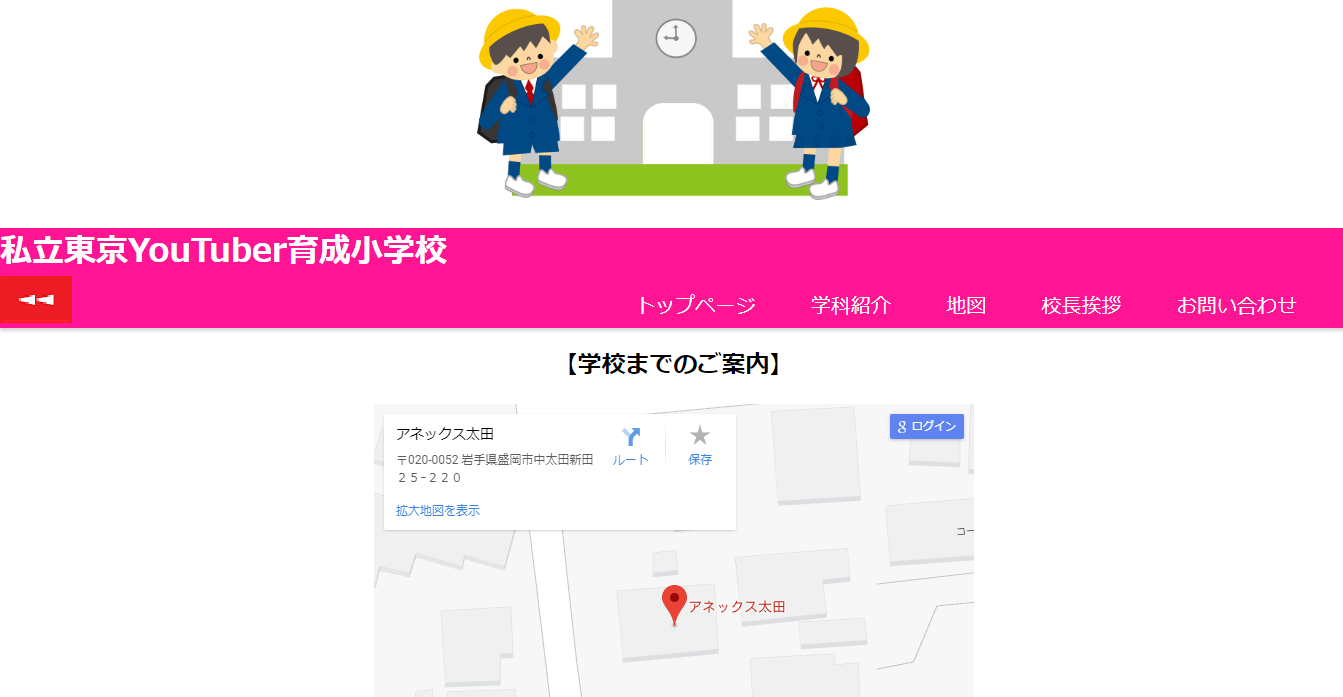 私立東京YouTuber育成小学校
トップページ 学科紹介 地図 校長挨拶 お問い合わせ
【学校までのご案内】
アネックス太田
〒020-0052 岩手県盛岡市中太田新田
２５−２２０
ルート
保存
拡大地図を表示
g ログイン
コー
アネックス太田